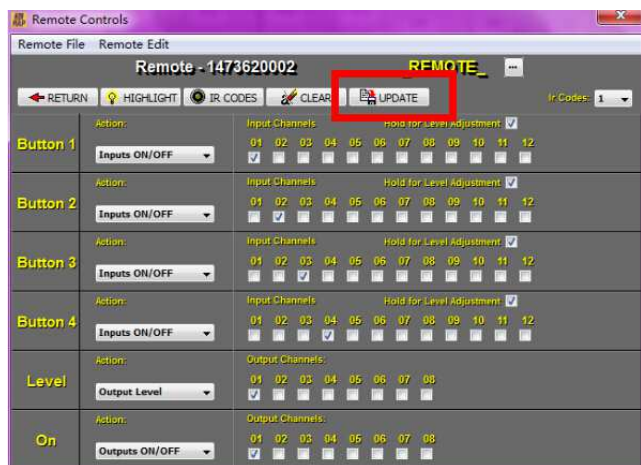 Remote Controls
Remote File Remote Edit
Remote - 1473620002 _REMOTE_ ...
RETURN HIGHLIGHT IR CODES CLEAR UPDATE Ir Codes: 1
Action: Input Channels Hold for Level Adjustment
Button 1 Inputs ON/OFF 01 02 03 04 05 06 07 08 09 10 11 12
Action: Input Channels Hold for Level Adjustment
Button 2 Inputs ON/OFF 01 02 03 04 05 06 07 08 09 10 11 12
Action: Input Channels Hold for Level Adjustment
Button 3 Inputs ON/OFF 01 02 03 04 05 06 07 08 09 10 11 12
Action: Input Channels Hold for Level Adjustment
Button 4 Inputs ON/OFF 01 02 03 04 05 06 07 08 09 10 11 12
Action: Output Channels:
Level Output Level 01 02 03 04 05 06 07 08
Action: Output Channels:
On Outputs ON/OFF 01 02 03 04 05 06 07 08